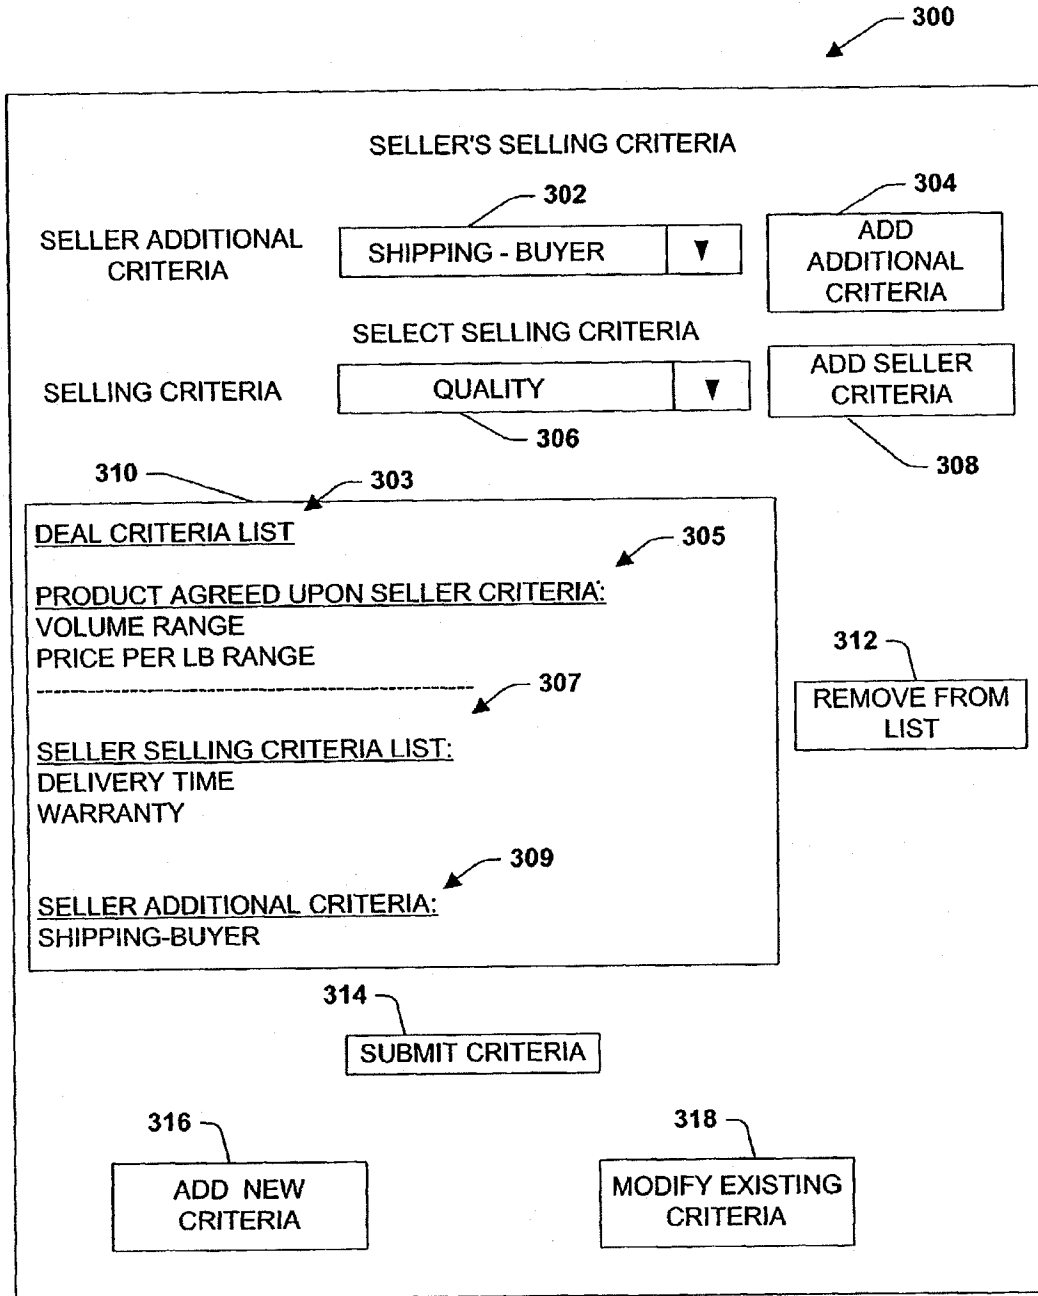 300
SELLER'S SELLING CRITERIA
302
304
SELLER ADDITIONAL
CRITERIA
SHIPPING - BUYER
ADD
ADDITIONAL
CRITERIA
SELECT SELLING CRITERIA
SELLING CRITERIA
QUALITY
ADD SELLER
CRITERIA
306
308
310
303
DEAL CRITERIA LIST
305
PRODUCT AGREED UPON SELLER CRITERIA:
VOLUME RANGE
PRICE PER LB RANGE
312
307
REMOVE FROM
LIST
SELLER SELLING CRITERIA LIST:
DELIVERY TIME
WARRANTY
309
SELLER ADDITIONAL CRITERIA:
SHIPPING-BUYER
314
SUBMIT CRITERIA
316
318
ADD NEW
CRITERIA
MODIFY EXISTING
CRITERIA